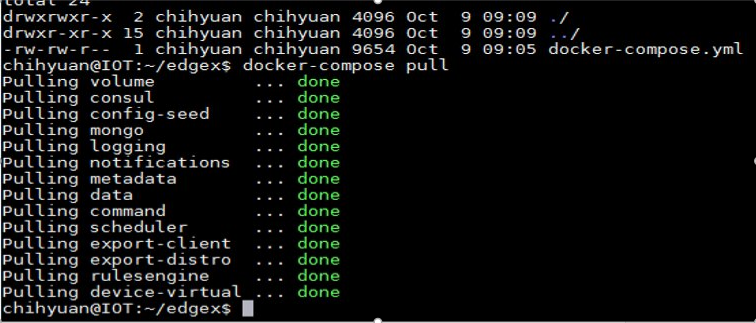 total 24
drwxrwxr-x  2 chihyuan chihyuan 4096 Oct  9 09:09 ./
drwxr-xr-x 15 chihyuan chihyuan 4096 Oct  9 09:09 ../
-rw-rw-r--  1 chihyuan chihyuan 9654 Oct  9 09:05 docker-compose.yml
chihyuan@IOT:~/edgex$ docker-compose pull
Pulling volume         ... done
Pulling consul         ... done
Pulling config-seed    ... done
Pulling mongo          ... done
Pulling logging        ... done
Pulling notifications  ... done
Pulling metadata       ... done
Pulling data           ... done
Pulling command        ... done
Pulling scheduler      ... done
Pulling export-client  ... done
Pulling export-distro  ... done
Pulling rulesengine    ... done
Pulling device-virtual ... done
chihyuan@IOT:~/edgex$